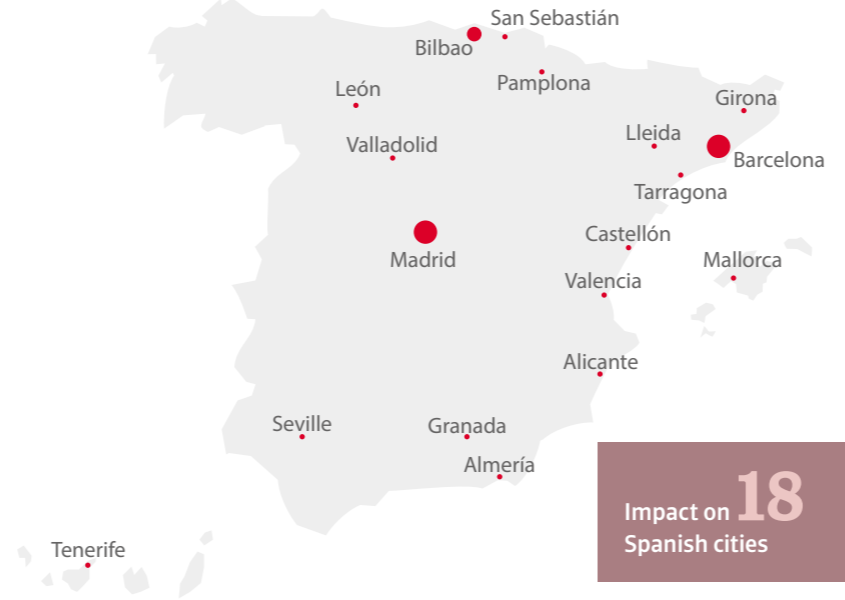 San Sebastián
Bilbao
Pamplona
León
Girona
Lleida
Valladolid
Barcelona
Tarragona
Castellón
Madrid
Mallorca
Valencia
Alicante
Seville
Granada
Almería
Impact on 18
Spanish cities
Tenerife